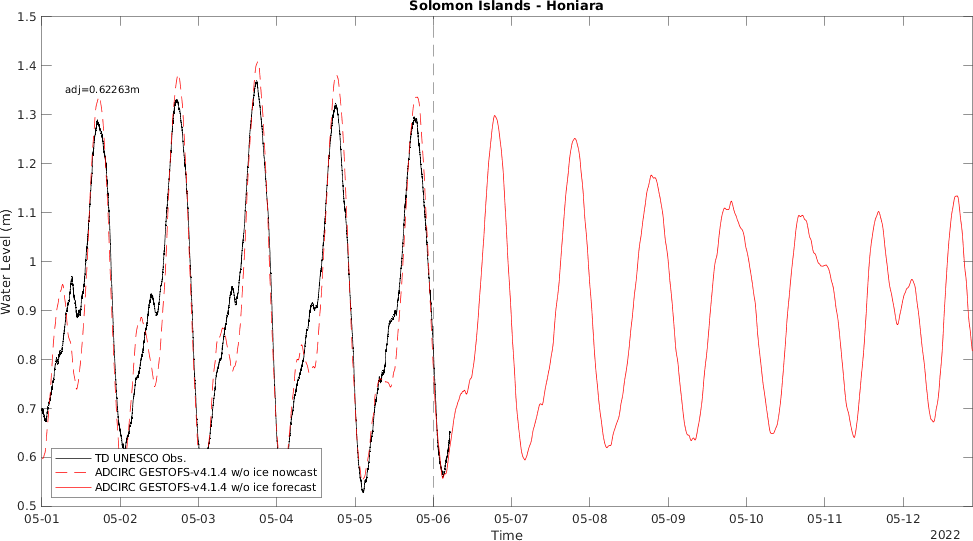 Solomon Islands - Honiara
1.5
1.4
1.3
1.2
1.1
1
0.9
0.8
0.7
0.6
0.5
Water Level (m)
adj=0.62263m
TD UNESCO Obs.
ADCIRC GESTOFS-v4.1.4 w/o ice nowcast
ADCIRC GESTOFS-v4.1.4 w/o ice forecast
05-01 05-02 05-03 05-04 05-05 05-06 05-07 05-08 05-09 05-10 05-11 05-12
Time
2022